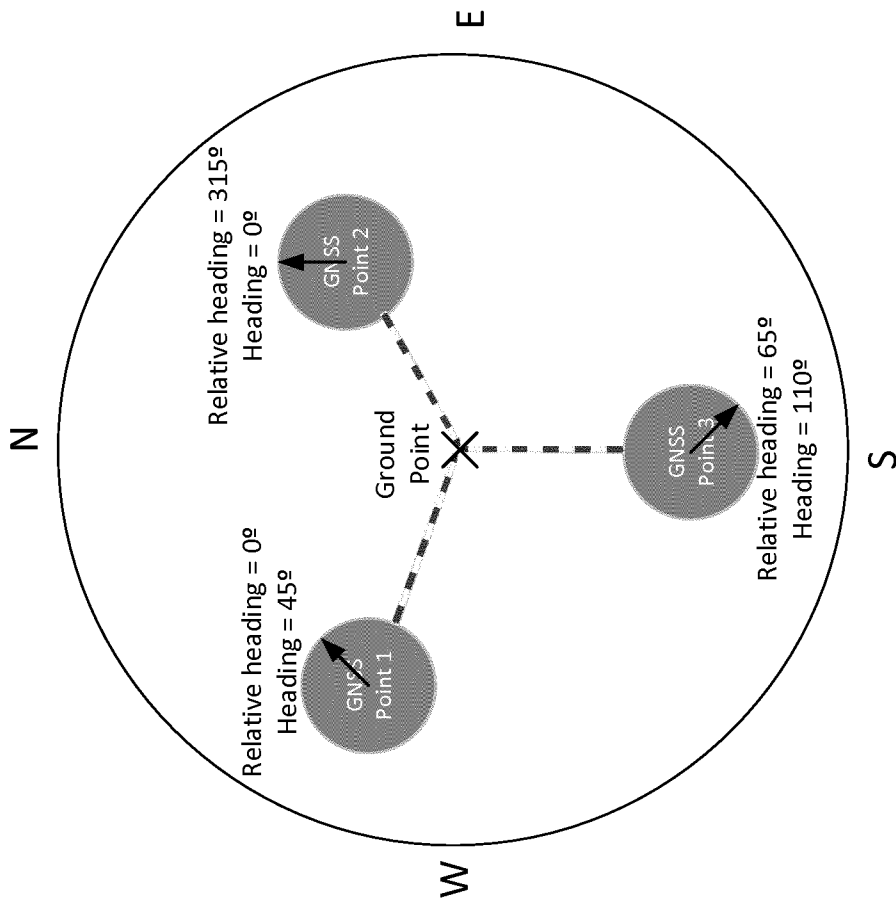 N
Relative heading = 315º
Heading = 0º
GNSS
Point 2
E
Relative heading = 0º
Heading = 45º
GNSS
Point 1
Ground
Point
W
GNSS
Point 3
Relative heading = 65º
Heading = 110º
S